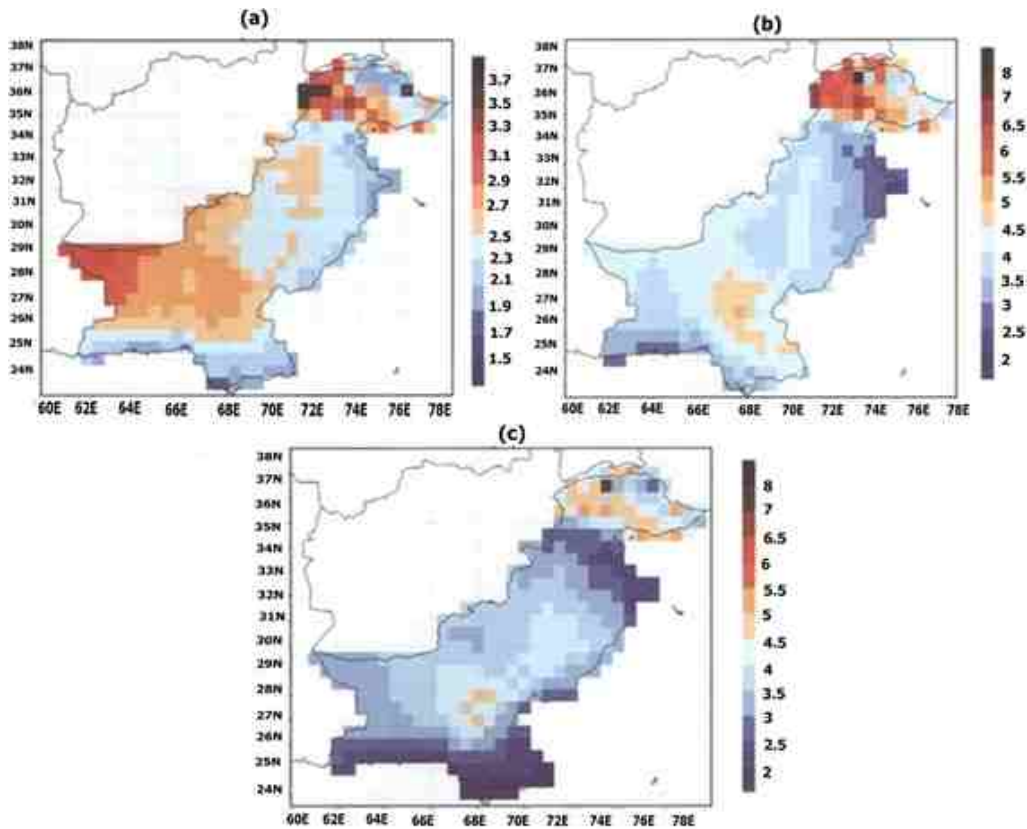 (a)
38N
37N
36N
35N
34N
33N
32N
31N
30N
29N
28N
27N
26N
25N
24N
60E 62E 64E 66E 68E 70E 72E 74E 76E 78E
3.7
3.5
3.3
3.1
2.9
2.7
2.5
2.3
2.1
1.9
1.7
1.5
(b)
38N
37N
36N
35N
34N
33N
32N
31N
30N
29N
28N
27N
26N
25N
24N
60E 62E 64E 66E 68E 70E 72E 74E 76E 78E
8
7
6.5
6
5.5
5
4.5
4
3.5
3
2.5
2
(c)
38N
37N
36N
35N
34N
33N
32N
31N
30N
29N
28N
27N
26N
25N
24N
60E 62E 64E 66E 68E 70E 72E 74E 76E 78E
8
7
6.5
6
5.5
5
4.5
4
3.5
3
2.5
2